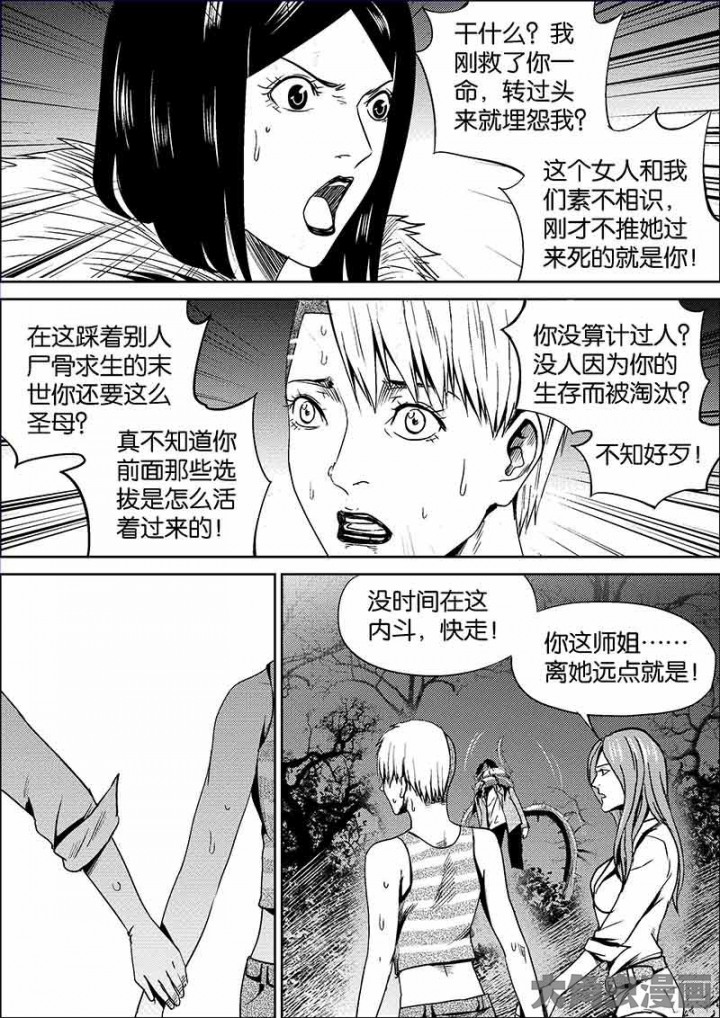 干什么？我
刚救了你一
命，转过头
来就埋怨我？
这个女人和我
们素不相识，
刚才不推她过
来死的就是你！
在这踩着别人
尸骨求生的末
世你还要这么
圣母？
真不知道你
前面那些选
拔是怎么活
着过来的！
你没算计过人？
没人因为你的
生存而被淘汰？
不知好歹！
没时间在这
内斗，快走！
你这师姐……
离她远点就是！